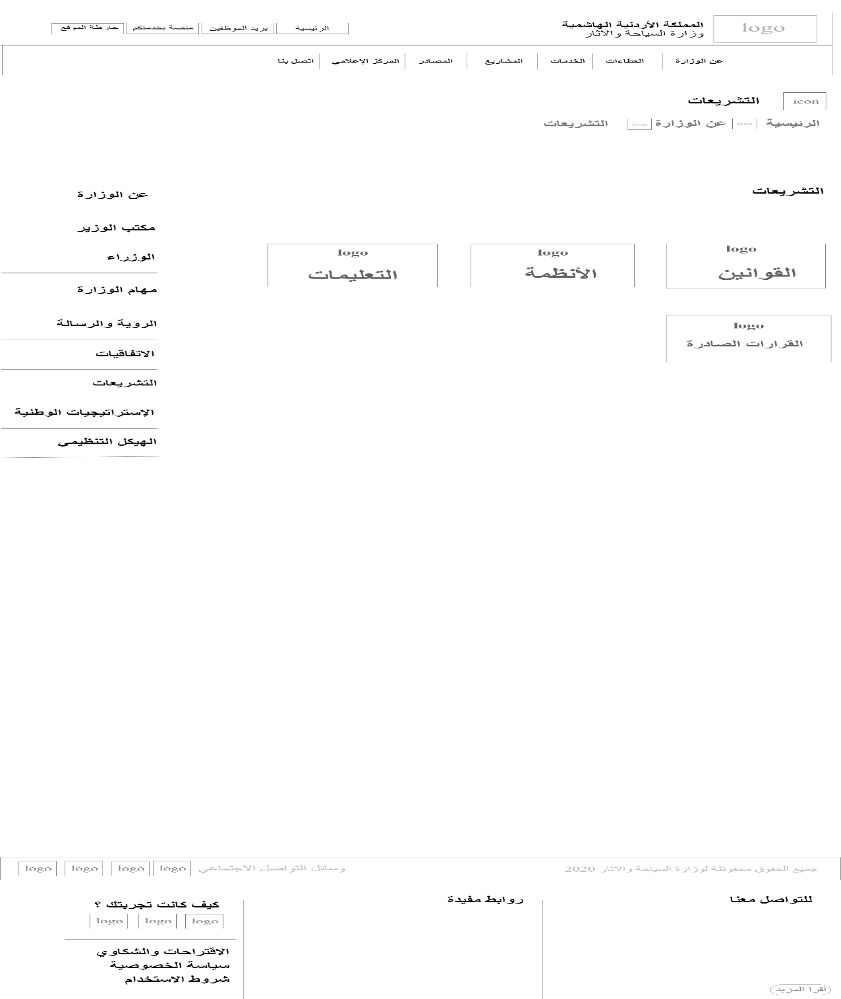 logo
المملكة الأردنية الهاشمية
وزارة السياحة والاثار
الرئيسية
بريد الموظفين
منصة بخدمتكم
خارطة الموقع
عن الوزارة
العطاءات
الخدمات
المشاريع
المصادر
المركز الإعلامي
اتصل بنا
icon
التشريعات
الرئيسية icon عن الوزارة icon التشريعات
التشريعات
logo
القوانين
logo
الأنظمة
logo
التعليمات
logo
القرارات الصادرة
عن الوزارة
مكتب الوزير
الوزراء
مهام الوزارة
الرؤية والرسالة
الاتفاقيات
التشريعات
الإستراتيجيات الوطنية
الهيكل التنظيمي
جميع الحقوق محفوظة لوزارة السياحة والاثار 2020
وسائل التواصل الاجتماعي
logo
logo
logo
logo
للتواصل معنا
اقرأ المزيد
روابط مفيدة
كيف كانت تجربتك ؟
logo
logo
logo
الاقتراحات والشكاوي
سياسة الخصوصية
شروط الاستخدام